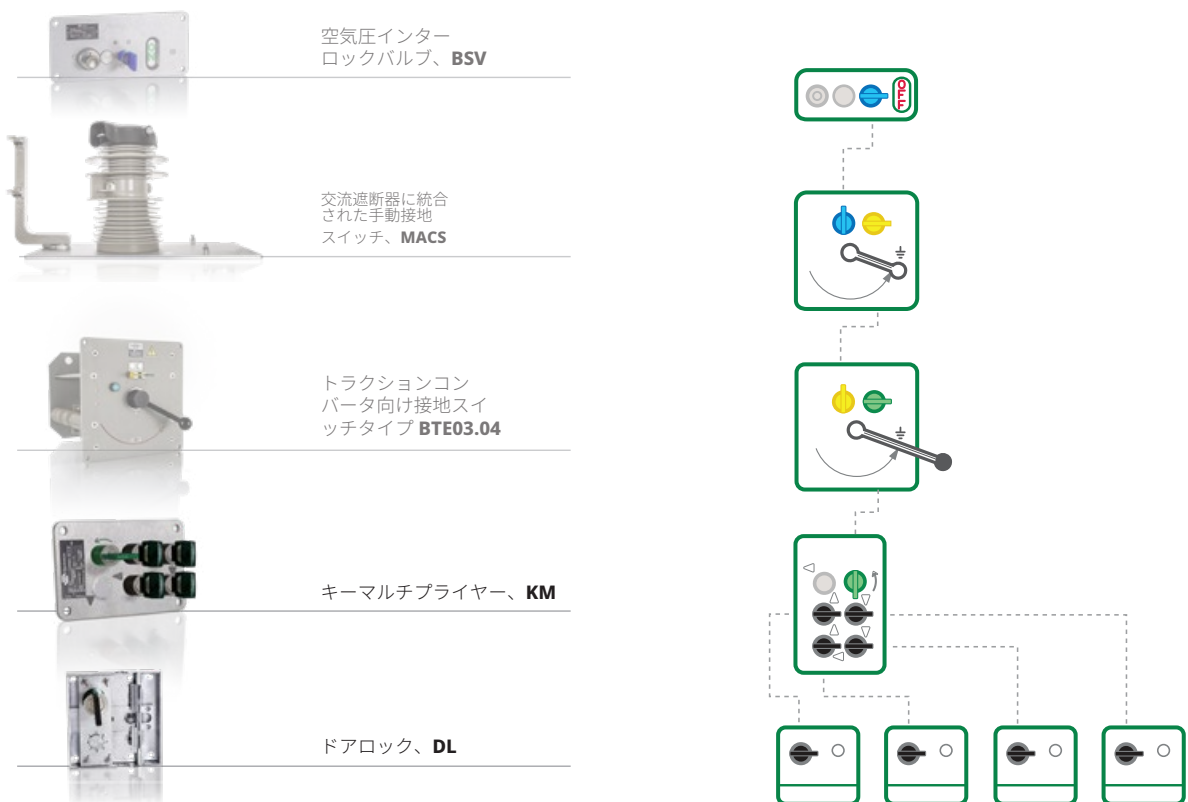 空気圧インター
ロックバルブ、BSV
OFF
交流遮断器に統合
された手動接地
スイッチ、MACS
トラクションコン
バータ向け接地スイ
ッチタイプ BTE03.04
キーマルチプライヤー、KM
ドアロック、DL